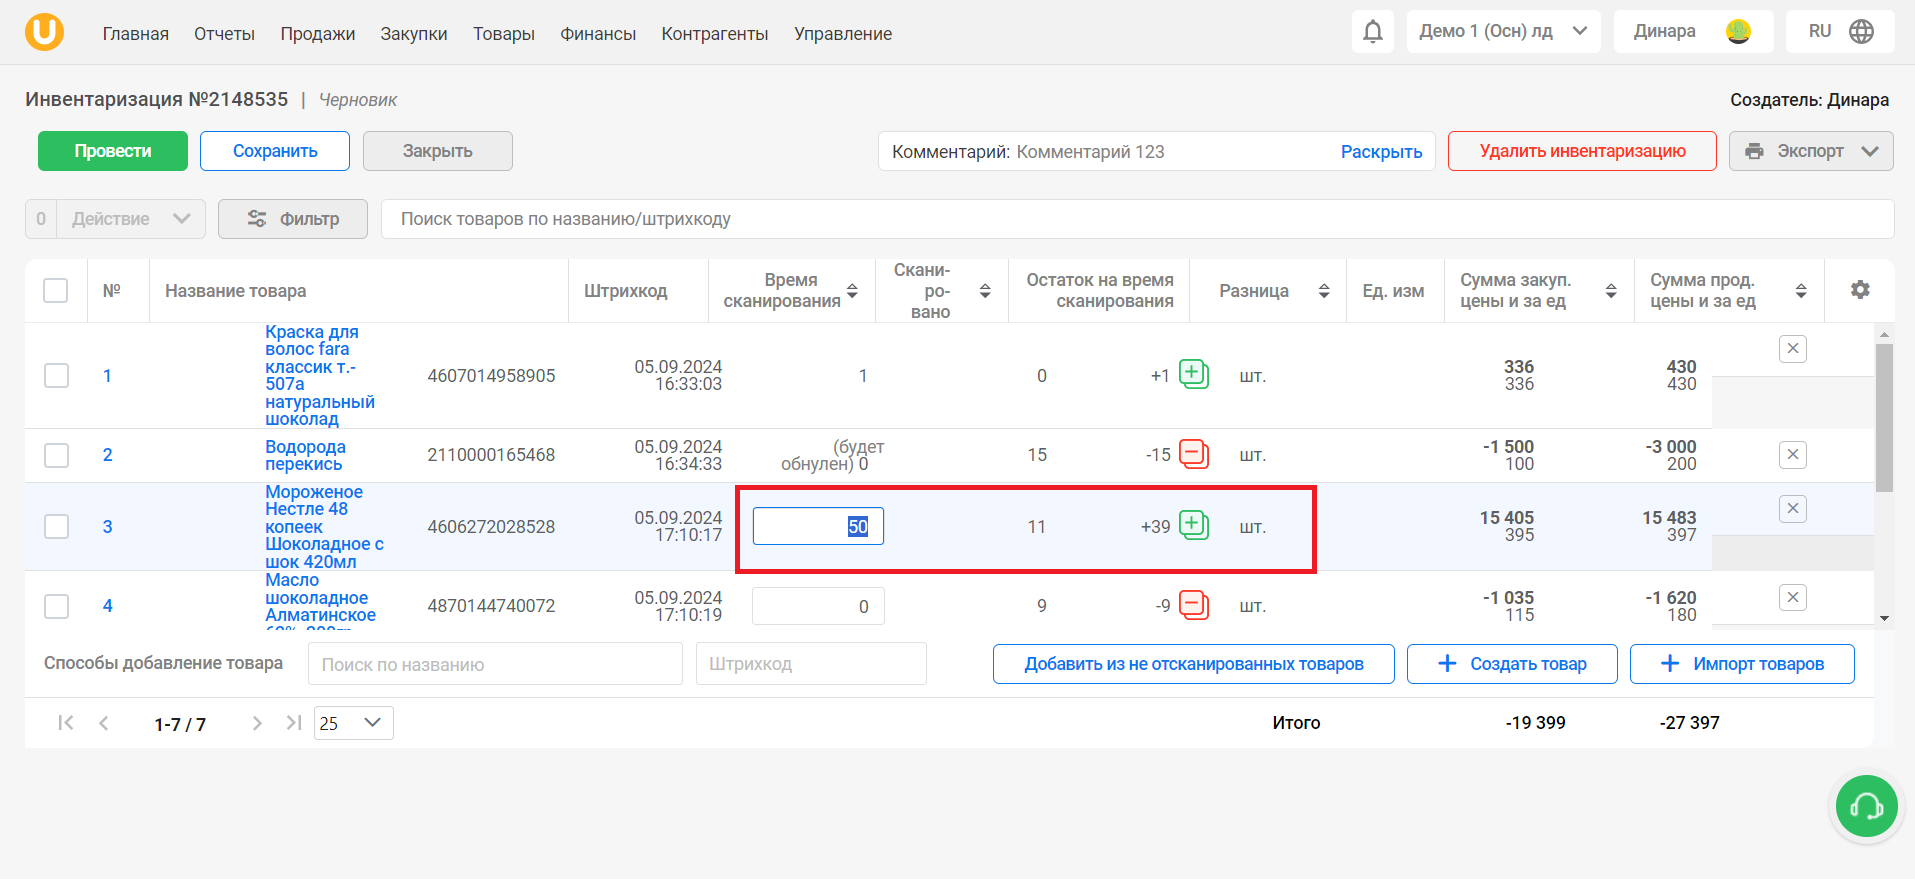 Главная Отчеты Продажи Закупки Товары Финансы Контрагенты Управление
Демо 1 (Осн) лд
Динара
RU
Инвентаризация №2148535 | Черновик
Создатель: Динара
Провести
Сохранить
Закрыть
Комментарий: Комментарий 123
Раскрыть
Удалить инвентаризацию
Экспорт
0 Действие
Фильтр
Поиск товаров по названию/штрихкоду
№
Название товара
Штрихкод
Время
сканирования
Скани-
ро-
вано
Остаток на время
сканирования
Разница
Ед. изм
Сумма закуп.
цены и за ед
Сумма прод.
цены и за ед
1
Краска для
волос fara
классик т.-
507а
натуральный
шоколад
4607014958905
05.09.2024
16:33:03
1
0
+1
шт.
336
336
430
430
2
Водорода
перекись
2110000165468
05.09.2024
16:34:33
(будет
обнулен) 0
15
-15
шт.
-1 500
100
-3 000
200
3
Мороженое
Нестле 48
копеек
Шоколадное с
шок 420мл
4606272028528
05.09.2024
17:10:17
50
11
+39
шт.
15 405
395
15 483
397
4
Масло
шоколадное
Алматинское
4870144740072
05.09.2024
17:10:19
0
9
-9
шт.
-1 035
115
-1 620
180
Способы добавление товара
Поиск по названию
Штрихкод
Добавить из не отсканированных товаров
Создать товар
Импорт товаров
1-7 / 7
25
Итого
-19 399
-27 397